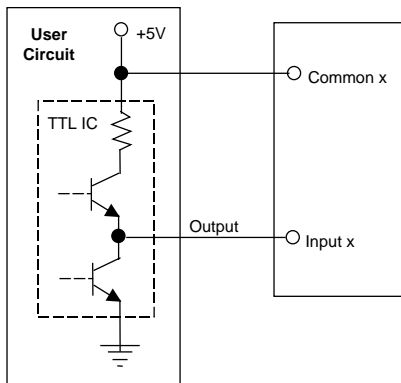 User
Circuit
+5V
Common x
TTL IC
Output
Input x